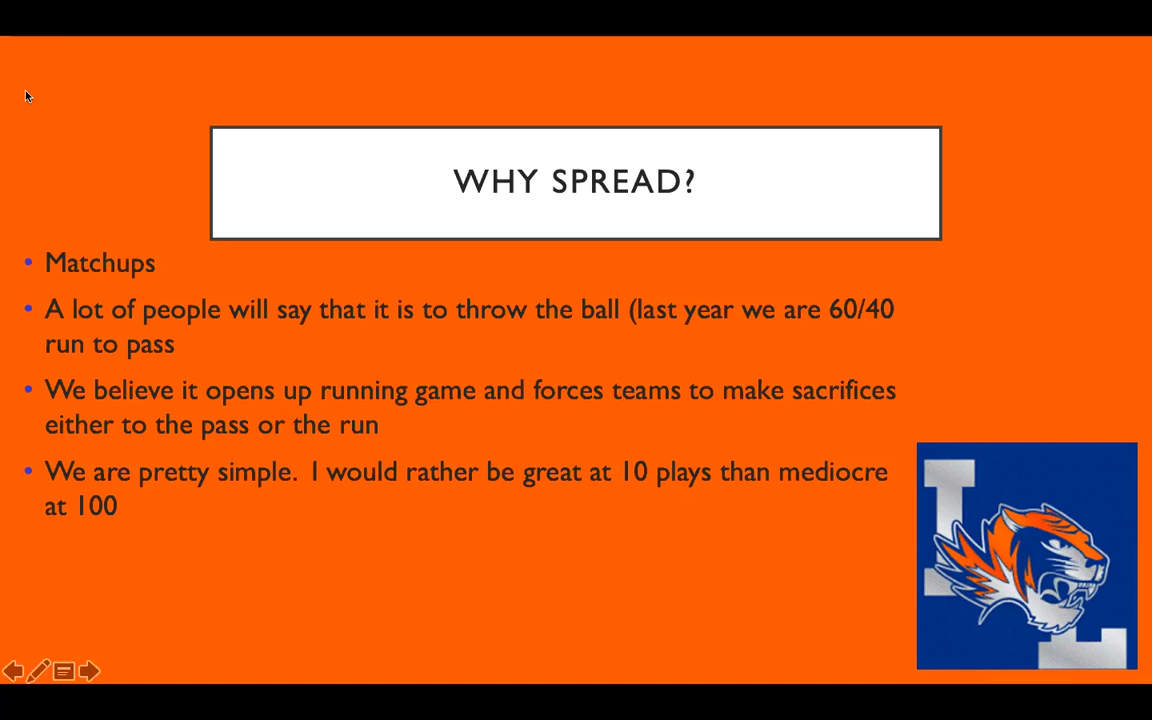 WHY SPREAD?
• Matchups
• A lot of people will say that it is to throw the ball (last year we are 60/40
run to pass
• We believe it opens up running game and forces teams to make sacrifices
either to the pass or the run
• We are pretty simple.  I would rather be great at 10 plays than mediocre
at 100
L
L